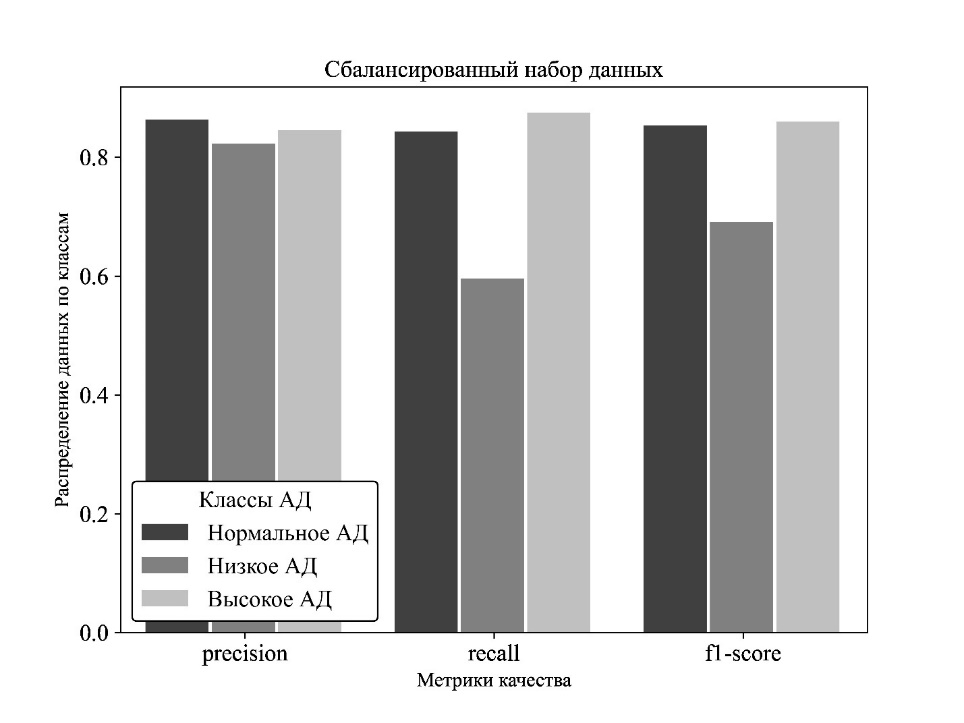 Сбалансированный набор данных
Распределение данных по классам
0.8
0.6
0.4
0.2
0.0
Классы АД
Нормальное АД
Низкое АД
Высокое АД
precision
recall
f1-score
Метрики качества